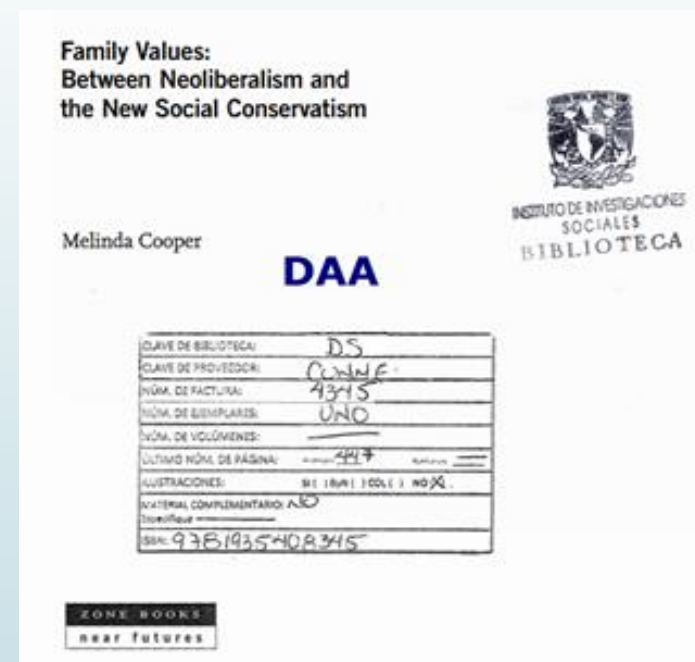 Family Values:
Between Neoliberalism and
the New Social Conservatism
INSTITUTO DE INVESTIGACIONES
SOCIALES
BIBLIOTECA
Melinda Cooper
DAA
CLAVE DE BIBLIOTECA: DS
CLAVE DE PROVEEDOR:
NÚM. DE FACTURA: 4345
NÚM. DE EJEMPLARES: UNO
NÚM. DE VOLÚMENES:
ÚLTIMO NÚM. DE PÁGINA: 447
ILUSTRACIONES: SI( ) B/N( ) COL( ) NO(X).
MATERIAL COMPLEMENTARIO: NO
Especifique
ISBN: 9781935408345
ZONE BOOKS
near futures